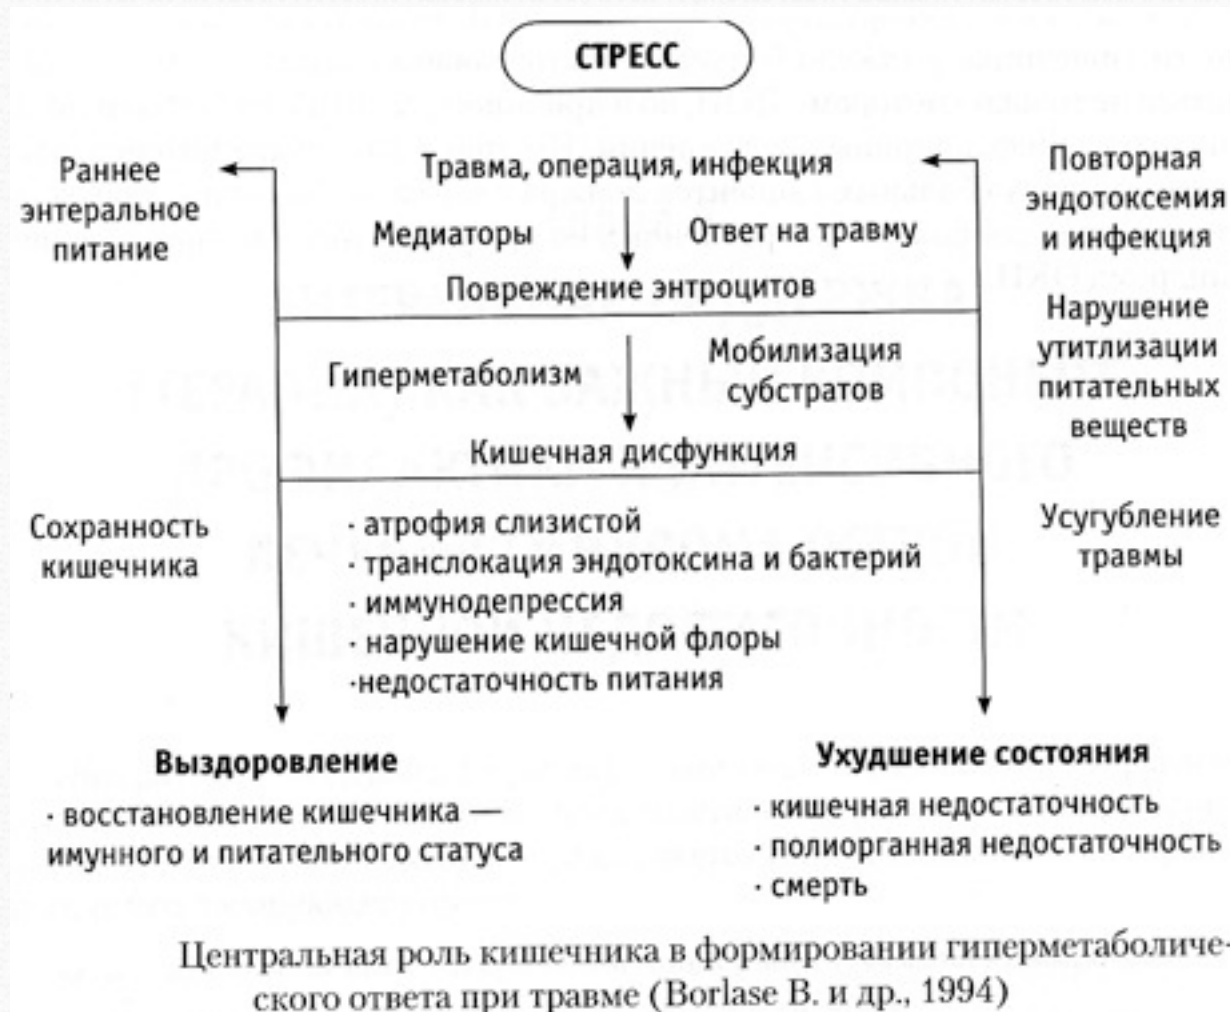 СТРЕСС
Раннее
энтеральное
питание
Травма, операция, инфекция
Повторная
эндотоксемия
и инфекция
Медиаторы
Ответ на травму
Повреждение энтроцитов
Гиперметаболизм
Мобилизация
субстратов
Нарушение
утитлизации
питательных
веществ
Кишечная дисфункция
Сохранность
кишечника
· атрофия слизистой
· транслокация эндотоксина и бактерий
· иммунодепрессия
· нарушение кишечной флоры
·недостаточность питания
Усугубление
травмы
Выздоровление
· восстановление кишечника —
имунного и питательного статуса
Ухудшение состояния
· кишечная недостаточность
· полиорганная недостаточность
· смерть
Центральная роль кишечника в формировании гиперметаболиче-
ского ответа при травме (Borlase B. и др., 1994)